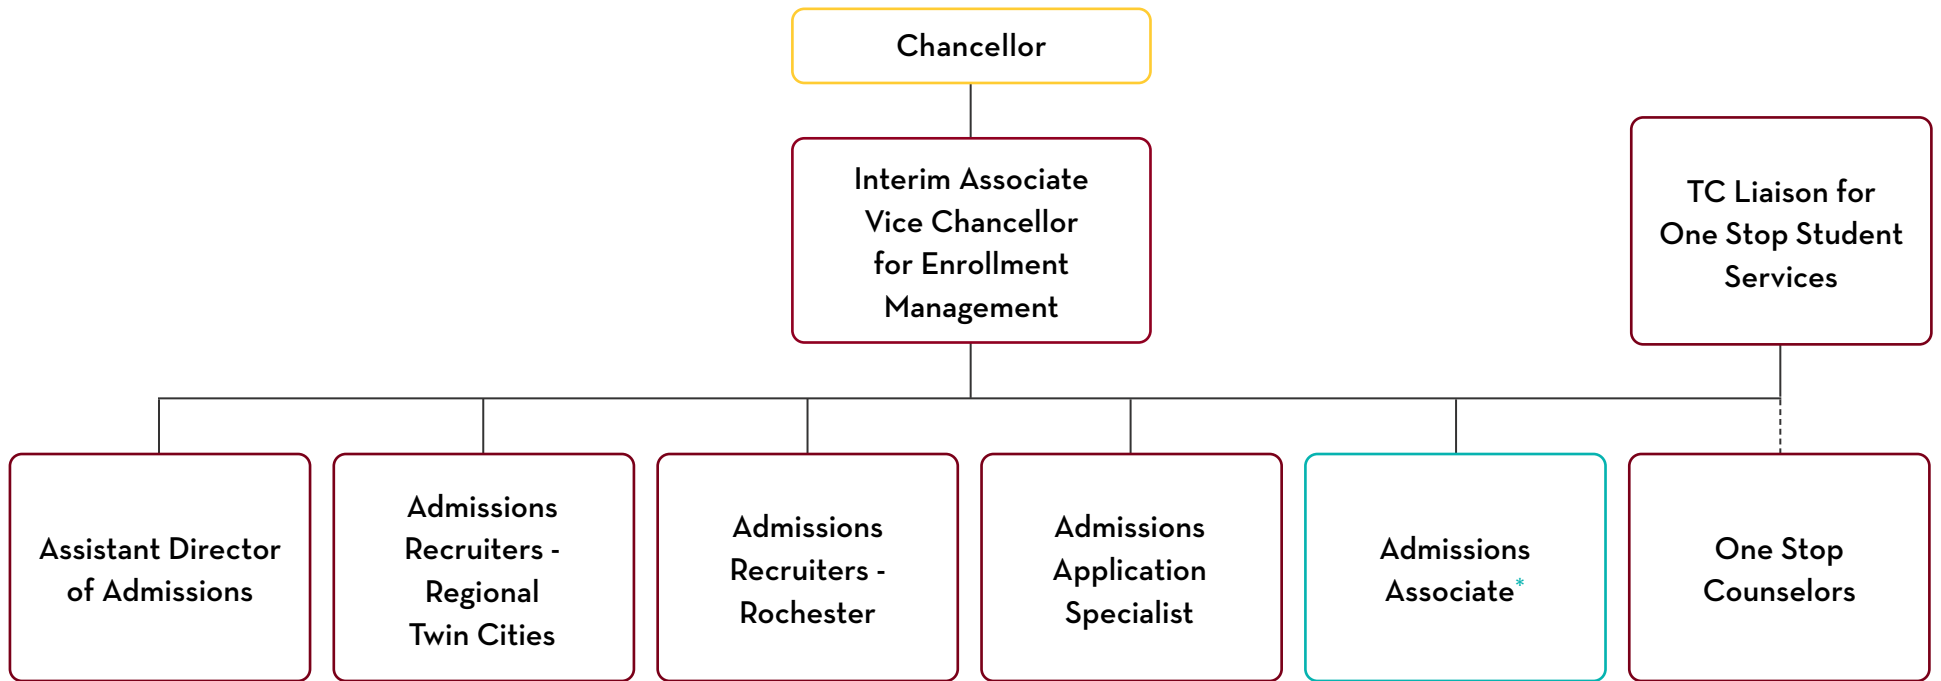 Chancellor
Interim Associate
Vice Chancellor
for Enrollment
Management
TC Liaison for
One Stop Student
Services
Assistant Director
of Admissions
Admissions
Recruiters -
Regional
Twin Cities
Admissions
Recruiters -
Rochester
Admissions
Application
Specialist
Admissions
Associate*
One Stop
Counselors